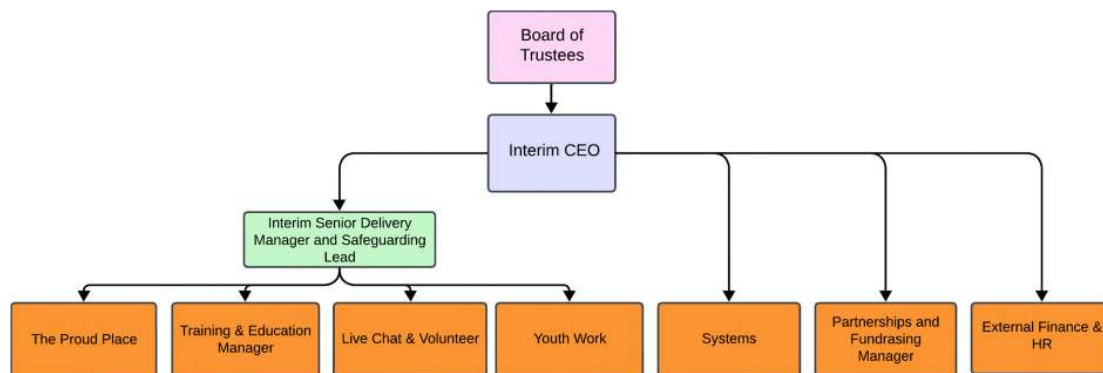 Board of
Trustees
Interim CEO
Interim Senior Delivery
Manager and Safeguarding
Lead
The Proud Place
Training & Education
Manager
Live Chat & Volunteer
Youth Work
Systems
Partnerships and
Fundrasing
Manager
External Finance &
HR